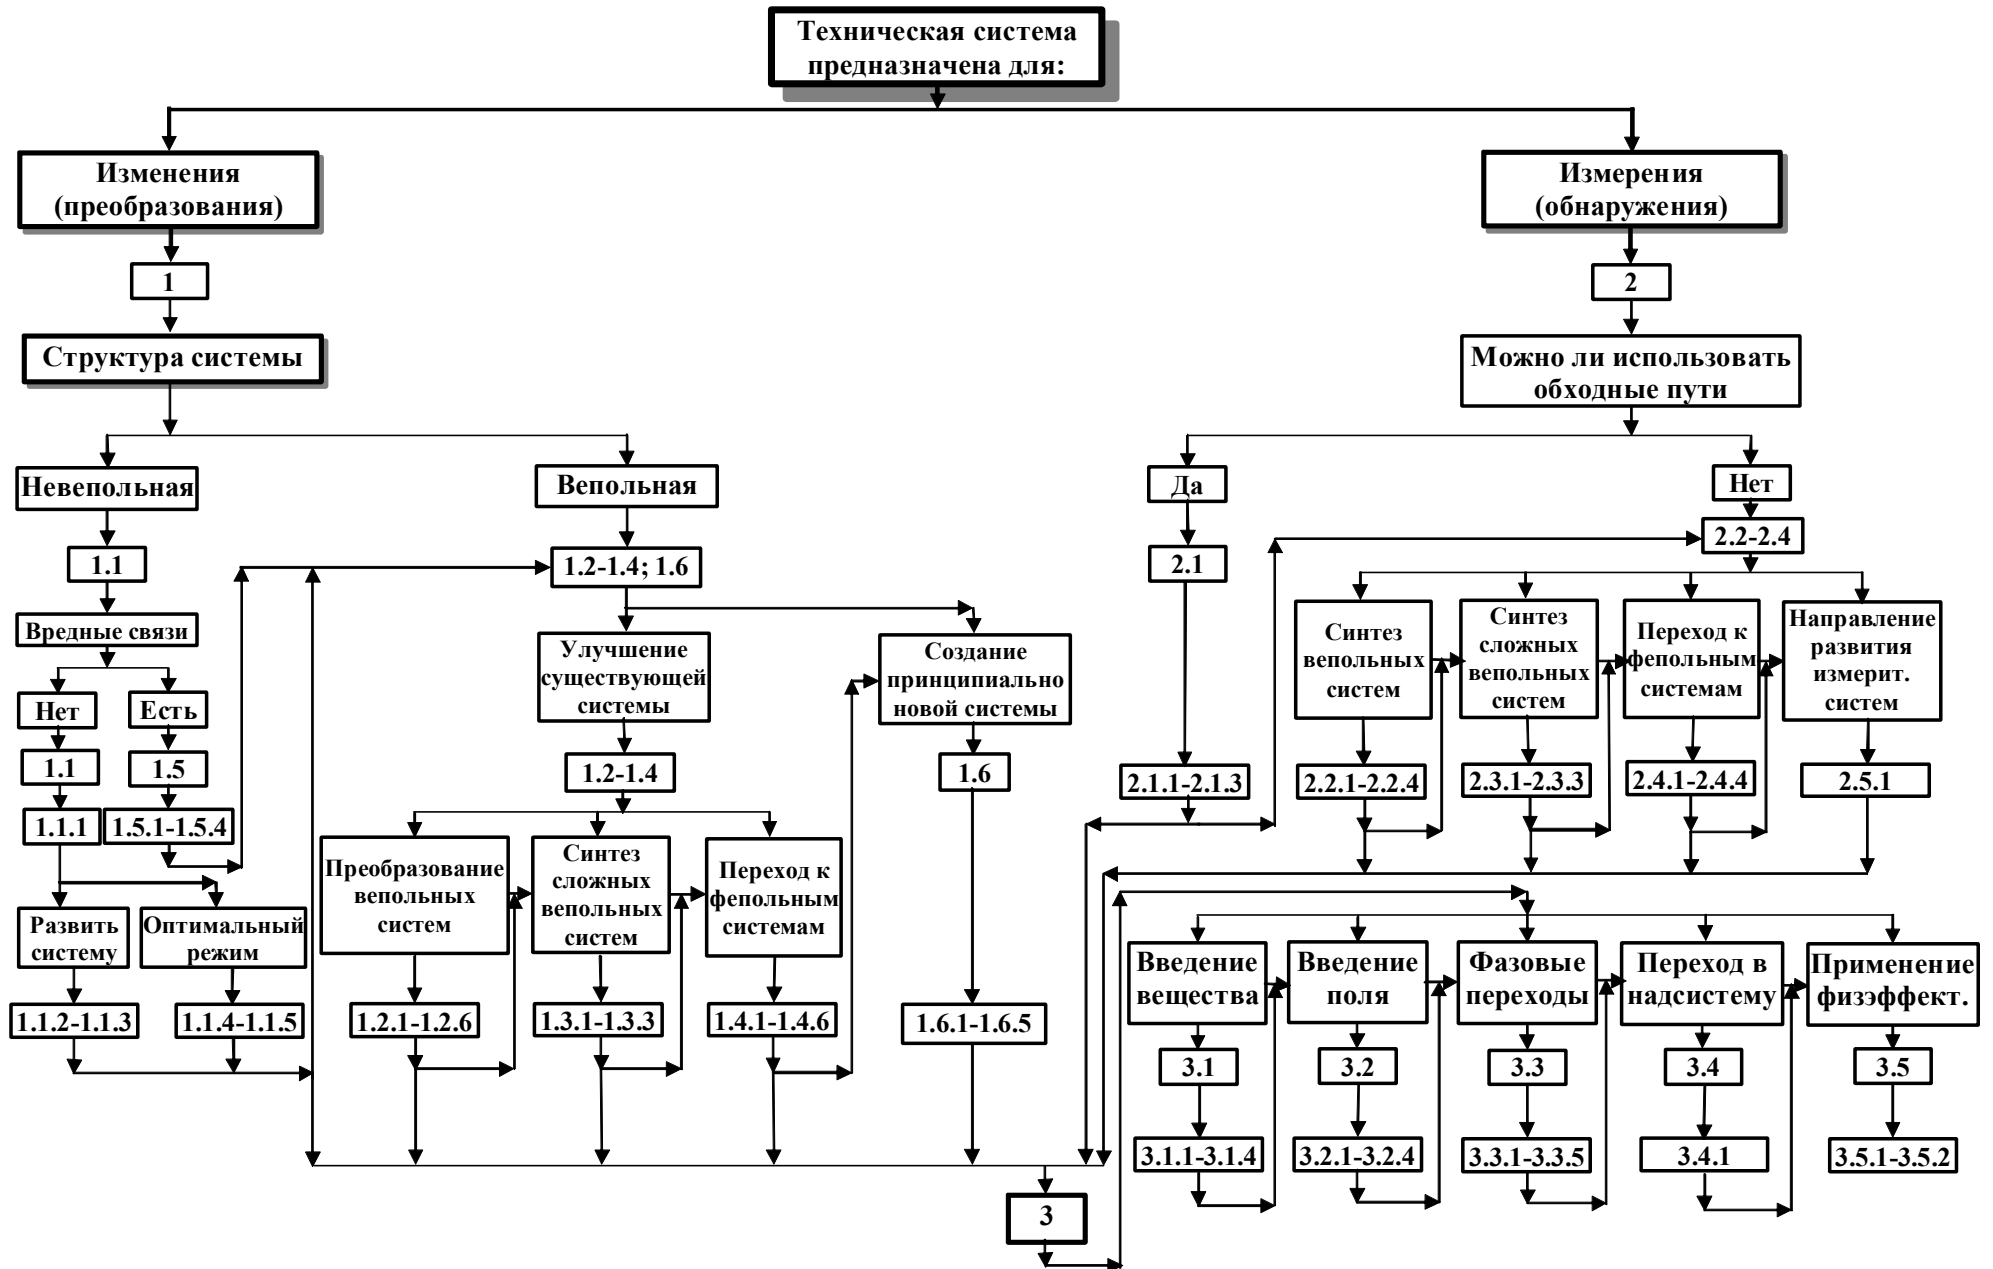 Техническая система
предназначена для:
Изменения
(преобразования)
Измерения
(обнаружения)
1
2
Структура системы
Можно ли использовать
обходные пути
Невепольная
Вепольная
Да
Нет
1.1
1.2-1.4; 1.6
2.1
2.2-2.4
Вредные связи
Нет
Есть
1.1
1.5
1.1.1
1.5.1-1.5.4
Развить
систему
Оптимальный
режим
1.1.2-1.1.3
1.1.4-1.1.5
Улучшение
существующей
системы
Создание
принципиально
новой системы
1.2-1.4
1.6
Преобразование
вепольных
систем
Синтез
сложных
вепольных
систем
Переход к
фепольным
системам
1.2.1-1.2.6
1.3.1-1.3.3
1.4.1-1.4.6
1.6.1-1.6.5
Синтез
вепольных
систем
Синтез
сложных
вепольных
систем
Переход к
фепольным
системам
Направление
развития
измерит.
систем
2.1.1-2.1.3
2.2.1-2.2.4
2.3.1-2.3.3
2.4.1-2.4.4
2.5.1
Введение
вещества
Введение
поля
Фазовые
переходы
Переход в
надсистему
Применение
физэффект.
3.1
3.2
3.3
3.4
3.5
3.1.1-3.1.4
3.2.1-3.2.4
3.3.1-3.3.5
3.4.1
3.5.1-3.5.2
3